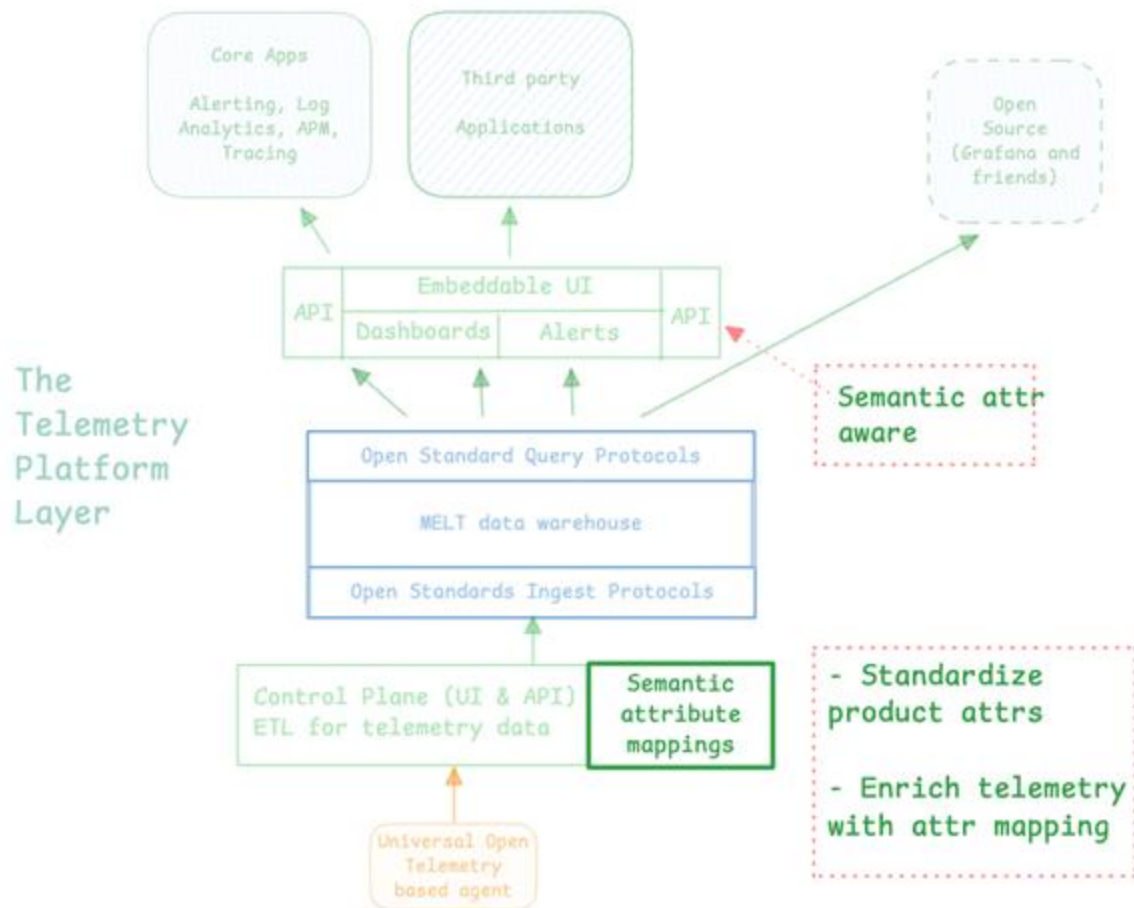 Core Apps
Alerting, Log
Analytics, APM,
Tracing
Third party
Applications
Open
Source
(Grafana and
friends)
API
Embeddable UI
Dashboards
Alerts
API
The
Telemetry
Platform
Layer
Semantic attr
aware
Open Standard Query Protocols
MELT data warehouse
Open Standards Ingest Protocols
Control Plane (UI & API)
ETL for telemetry data
Semantic
attribute
mappings
- Standardize
product attrs
- Enrich telemetry
with attr mapping
Universal Open
Telemetry
based agent